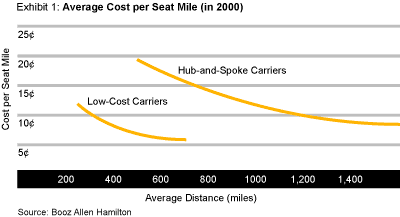 Exhibit 1: Average Cost per Seat Mile (in 2000)
Cost per Seat Mile
25¢
20¢
Hub-and-Spoke Carriers
15¢
Low-Cost Carriers
10¢
5¢
200 400 600 800 1000 1,200 1,400
Average Distance (miles)
Source: Booz Allen Hamilton